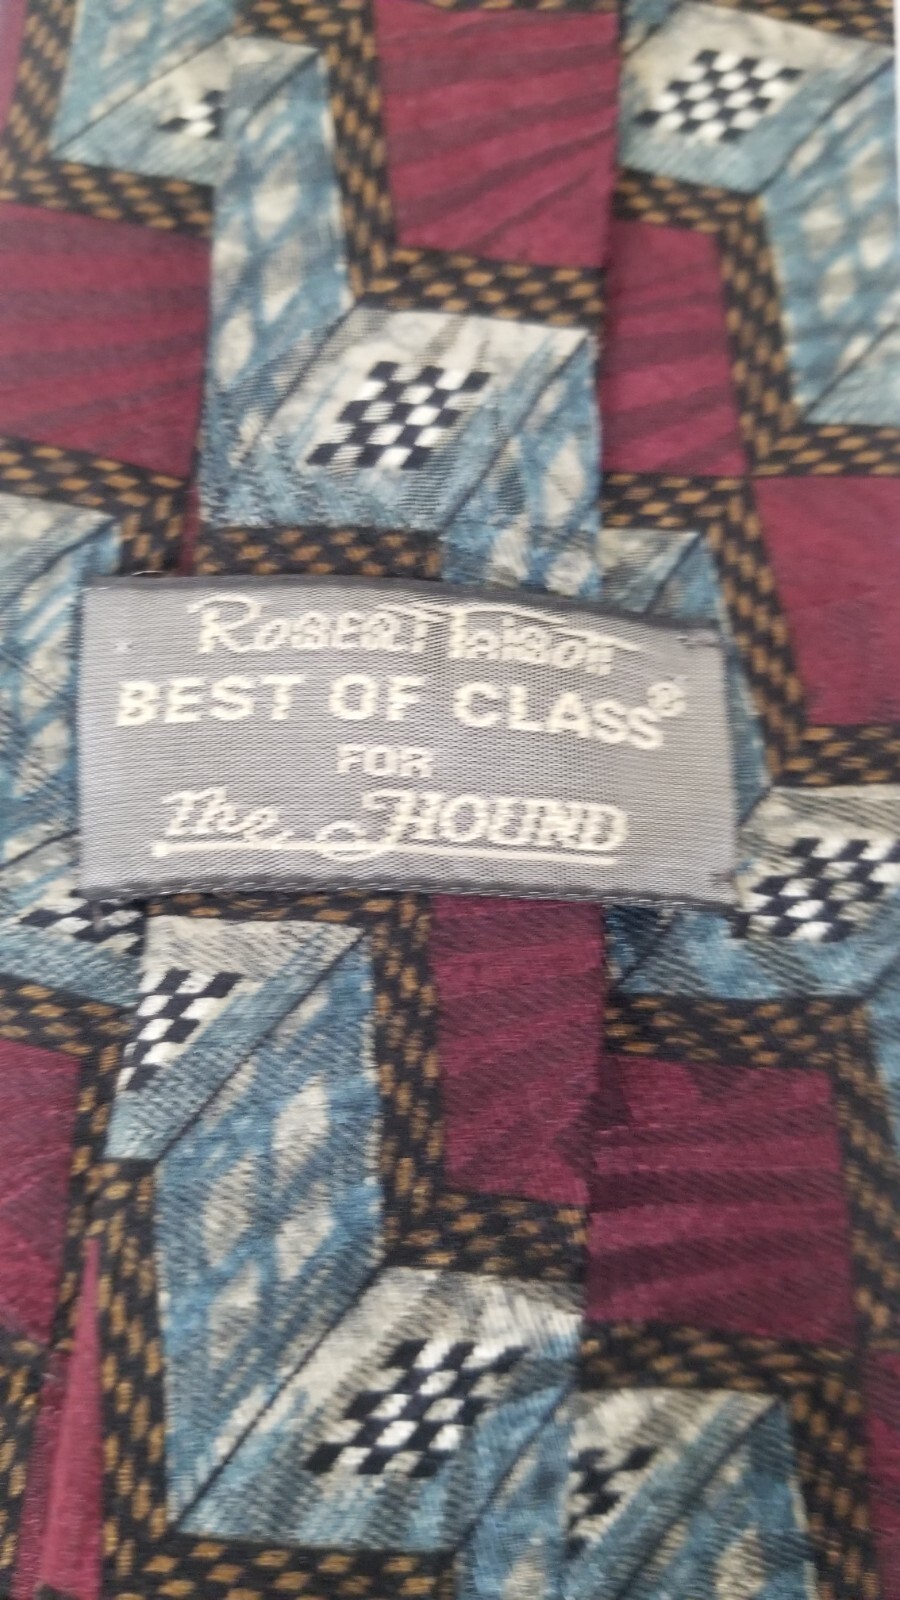 ROBERT TALBOTT
BEST OF CLASS®
FOR
The HOUND